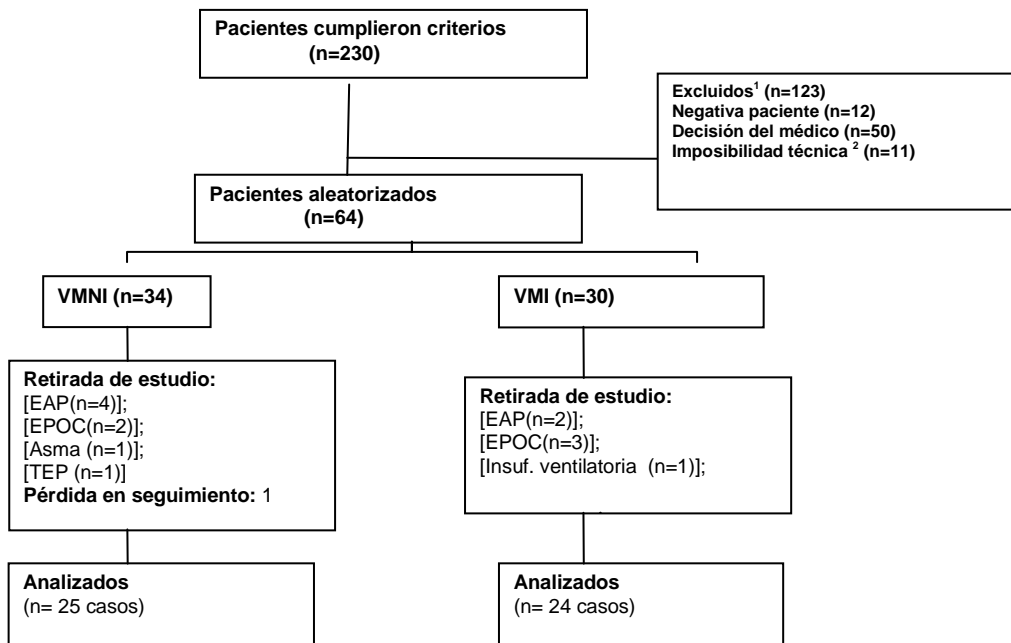 Pacientes cumplieron criterios
(n=230)
Excluidos¹ (n=123)
Negativa paciente (n=12)
Decisión del médico (n=50)
Imposibilidad técnica ² (n=11)
Pacientes aleatorizados
(n=64)
VMNI (n=34)
VMI (n=30)
Retirada de estudio:
[EAP(n=4)];
[EPOC(n=2)];
[Asma (n=1)];
[TEP (n=1)]
Pérdida en seguimiento: 1
Retirada de estudio:
[EAP(n=2)];
[EPOC(n=3)];
[Insuf. ventilatoria (n=1)];
Analizados
(n= 25 casos)
Analizados
(n= 24 casos)